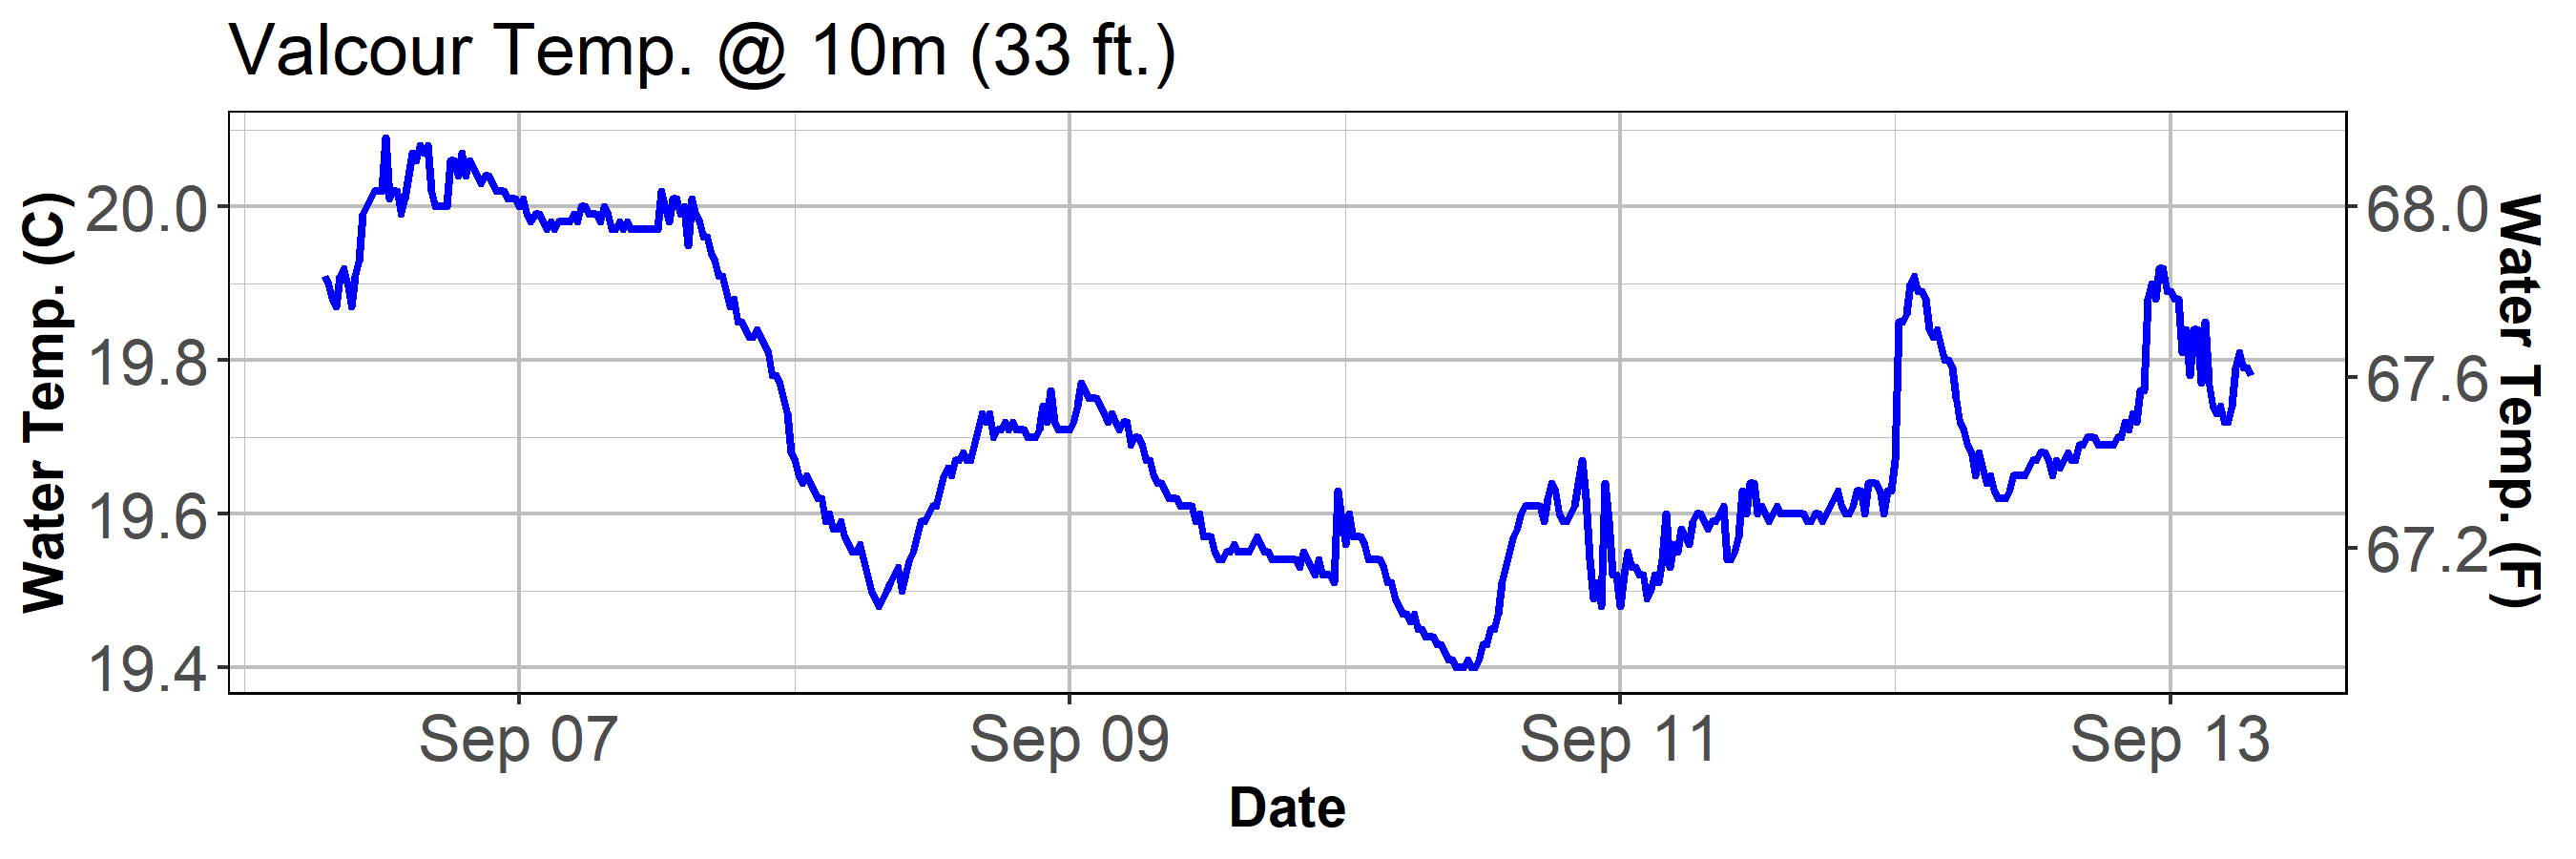 Valcour Temp. @ 10m (33 ft.)
Water Temp. (C)
20.0
19.8
19.6
19.4
68.0
67.6
67.2
Water Temp. (F)
Sep 07
Sep 09
Sep 11
Sep 13
Date